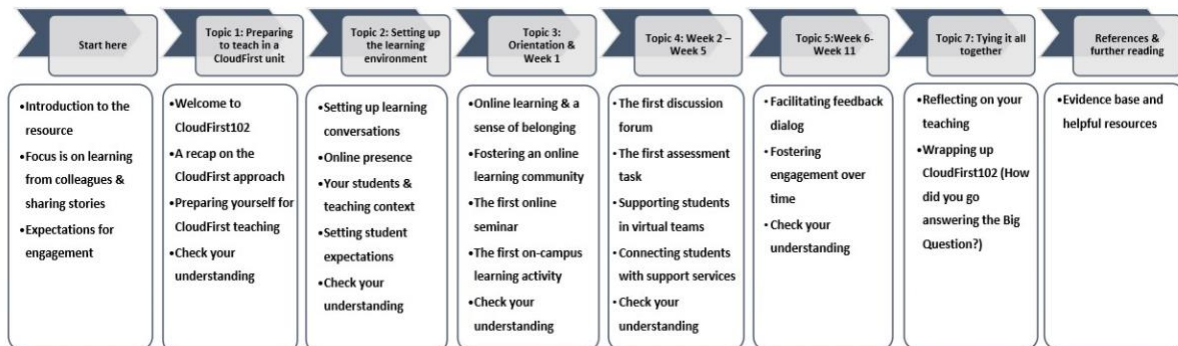 Start here
Topic 1: Preparing
to teach in a
CloudFirst unit
Topic 2: Setting up
the learning
environment
Topic 3:
Orientation &
Week 1
Topic 4: Week 2 –
Week 5
Topic 5:Week 6-
Week 11
Topic 7: Tying it all
together
References &
further reading
•Introduction to the
resource
•Focus is on learning
from colleagues &
sharing stories
•Expectations for
engagement
•Welcome to
CloudFirst102
•A recap on the
CloudFirst approach
•Preparing yourself for
CloudFirst teaching
•Check your
understanding
•Setting up learning
conversations
•Online presence
•Your students &
teaching context
•Setting student
expectations
•Check your
understanding
•Online learning & a
sense of belonging
•Fostering an online
learning community
•The first online
seminar
•The first on-campus
learning activity
•Check your
understanding
•The first discussion
forum
•The first assessment
task
•Supporting students
in virtual teams
•Connecting students
with support services
•Check your
understanding
•Facilitating feedback
dialog
•Fostering
engagement over
time
•Check your
understanding
•Reflecting on your
teaching
•Wrapping up
CloudFirst102 (How
did you go
answering the Big
Question?)
•Evidence base and
helpful resources